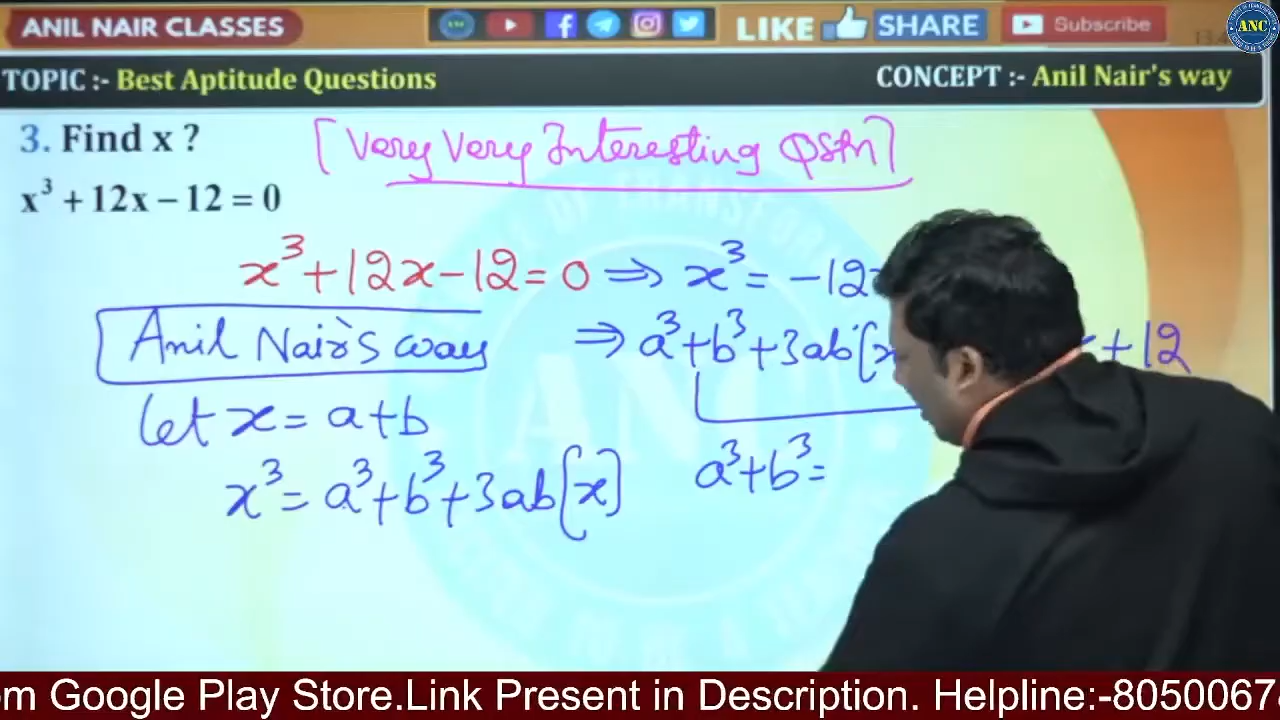 ANIL NAIR CLASSES
LIKE SHARE Subscribe
ANC
TOPIC :- Best Aptitude Questions
CONCEPT :- Anil Nair's way
3. Find x ?
[Very Very Interesting QStn]
x³ + 12x – 12 = 0
x³+12x-12=0 ⇒ x³ = -12
Anil Nair's way
⇒ a³+b³+3ab[x +12
let x = a+b
x³ = a³+b³+3ab[x]
a³+b³=
om Google Play Store.Link Present in Description. Helpline:-8050067